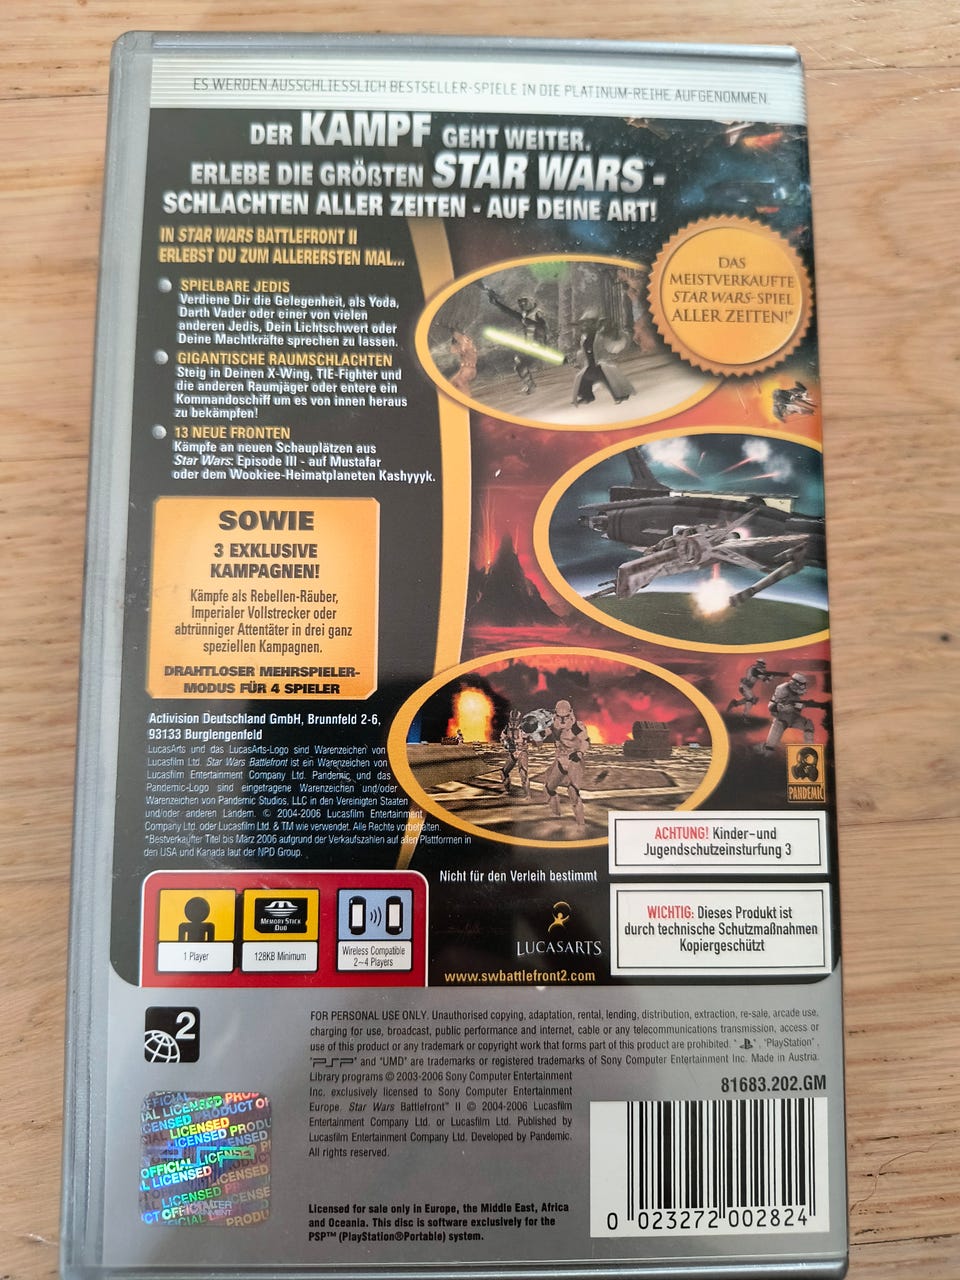 ES WERDEN AUSSCHLIESSLICH BESTSELLER-SPIELE IN DIE PLATINUM-REIHE AUFGENOMMEN
DER KAMPF GEHT WEITER.
ERLEBE DIE GRÖßTEN STAR WARS -
SCHLACHTEN ALLER ZEITEN - AUF DEINE ART!
IN STAR WARS BATTLEFRONT II
ERLEBST DU ZUM ALLERERSTEN MAL...
SPIELBARE JEDIS
Verdiene Dir die Gelegenheit, als Yoda,
Darth Vader oder einer von vielen
anderen Jedis, Dein Lichtschwert oder
Deine Machtkräfte sprechen zu lassen.
GIGANTISCHE RAUMSCHLACHTEN
Steig in Deinen X-Wing, TIE-Fighter und
die anderen Raumjäger oder entere ein
Kommandoschiff um es von innen heraus
zu bekämpfen!
13 NEUE FRONTEN
Kämpfe an neuen Schauplätzen aus
Star Wars: Episode III - auf Mustafar
oder dem Wookiee-Heimatplaneten Kashyyyk.
DAS
MEISTVERKAUFTE
STAR WARS-SPIEL
ALLER ZEITEN!*
SOWIE
3 EXKLUSIVE
KAMPAGNEN!
Kämpfe als Rebellen-Räuber,
Imperialer Vollstrecker oder
abtrünniger Attentäter in drei ganz
speziellen Kampagnen.
DRAHTLOSER MEHRSPIELER-
MODUS FÜR 4 SPIELER
Activision Deutschland GmbH, Brunnfeld 2-6,
93133 Burglengenfeld
LucasArts und das LucasArts-Logo sind Warenzeichen von
Lucasfilm Ltd. Star Wars Battlefront ist ein Warenzeichen von
Lucasfilm Entertainment Company Ltd. Pandemic und das
Pandemic-Logo sind eingetragene Warenzeichen und/oder
Warenzeichen von Pandemic Studios, LLC in den Vereinigten Staaten
und/oder anderen Ländern. © 2004-2006 Lucasfilm Entertainment
Company Ltd. oder Lucasfilm Ltd. & TM wie verwendet. Alle Rechte vorbehalten.
*Bestverkaufter Titel bis März 2006 aufgrund der Verkaufszahlen auf allen Plattformen in
den USA und Kanada laut der NPD Group.
PANDEMIC
ACHTUNG! Kinder-und
Jugendschutzeinsturfung 3
Nicht für den Verleih bestimmt
WICHTIG: Dieses Produkt ist
durch technische Schutzmaßnahmen
Kopiergeschützt
1 Player
MEMORY STICK
DUO
128KB Minimum
Wireless Compatible
2~4 Players
LUCASARTS
www.swbattlefront2.com
2
FOR PERSONAL USE ONLY. Unauthorised copying, adaptation, rental, lending, distribution, extraction, re-sale, arcade use,
charging for use, broadcast, public performance and internet, cable or any telecommunications transmission, access or
use of this product or any trademark or copyright work that forms part of this product are prohibited. " ", "PlayStation",
"PSP" and "UMD" are trademarks or registered trademarks of Sony Computer Entertainment Inc. Made in Austria.
Library programs © 2003-2006 Sony Computer Entertainment
Inc. exclusively licensed to Sony Computer Entertainment
Europe. Star Wars Battlefront™ II © 2004-2006 Lucasfilm
Entertainment Company Ltd. or Lucasfilm Ltd. Published by
Lucasfilm Entertainment Company Ltd. Developed by Pandemic.
All rights reserved.
81683.202.GM
OFFICIAL LICENSED PRODUCT
Licensed for sale only in Europe, the Middle East, Africa
and Oceania. This disc is software exclusively for the
PSP™ (PlayStation®Portable) system.
0 023272 002824